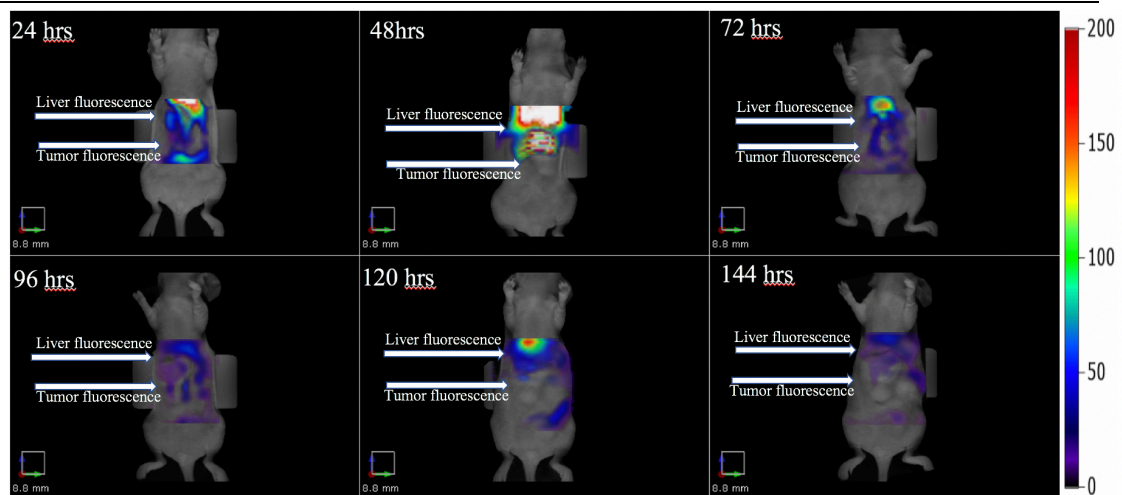 24 hrs
Liver fluorescence
Tumor fluorescence
8.8 mm
48hrs
Liver fluorescence
Tumor fluorescence
8.8 mm
72 hrs
Liver fluorescence
Tumor fluorescence
8.8 mm
96 hrs
Liver fluorescence
Tumor fluorescence
8.8 mm
120 hrs
Liver fluorescence
Tumor fluorescence
8.8 mm
144 hrs
Liver fluorescence
Tumor fluorescence
8.8 mm
200
150
100
50
0